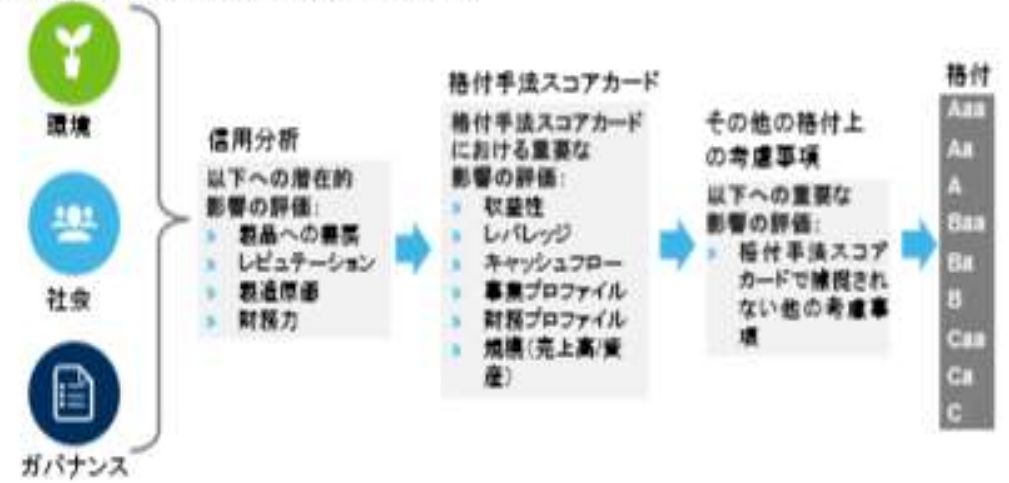 環境
社会
ガバナンス
信用分析
以下への潜在的
影響の評価:
製品への需要
レピュテーション
製造原価
財務力
格付手法スコアカード
格付手法スコアカード
における重要な
影響の評価:
収益性
レバレッジ
キャッシュフロー
事業プロファイル
財務プロファイル
規模(売上高/資
産)
その他の格付上
の考慮事項
以下への重要な
影響の評価:
格付手法スコア
カードで捕捉され
ない他の考慮事
項
格付
Aaa
Aa
A
Baa
Ba
B
Caa
Ca
C